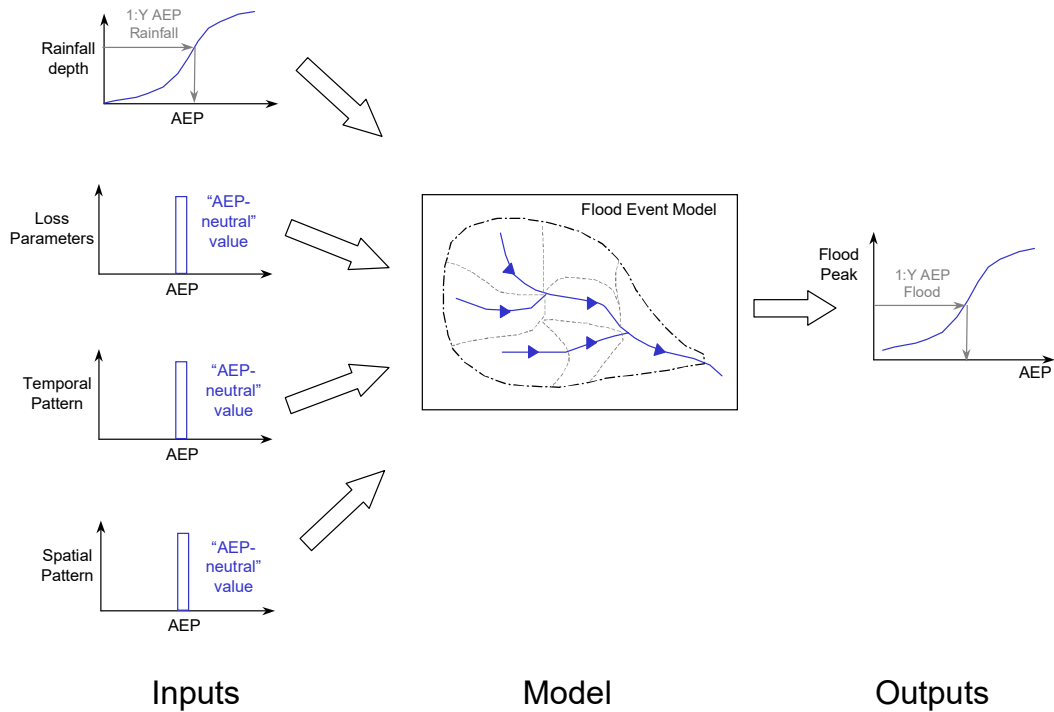 1:Y AEP
Rainfall
Rainfall
depth
AEP
Loss
Parameters
“AEP-
neutral”
value
AEP
Temporal
Pattern
“AEP-
neutral”
value
AEP
Spatial
Pattern
“AEP-
neutral”
value
AEP
Flood Event Model
Flood
Peak
1:Y AEP
Flood
AEP
Inputs
Model
Outputs